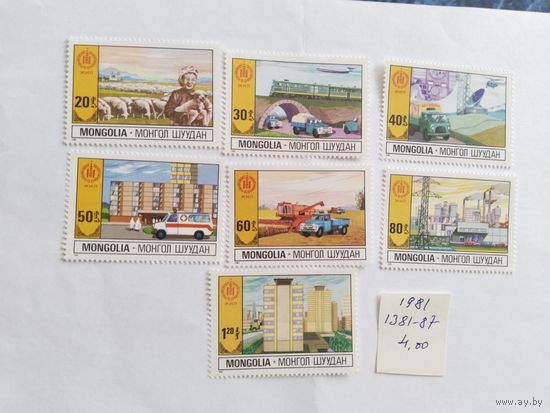 20
MONGOLIA • МОНГОЛ ШУУДАН
30
MONGOLIA • МОНГОЛ ШУУДАН
40
MONGOLIA • МОНГОЛ ШУУДАН
50
MONGOLIA • МОНГОЛ ШУУДАН
60
MONGOLIA • МОНГОЛ ШУУДАН
80
MONGOLIA • МОНГОЛ ШУУДАН
1.20
MONGOLIA • МОНГОЛ ШУУДАН
1981
1381-87
4,00
www.ay.by